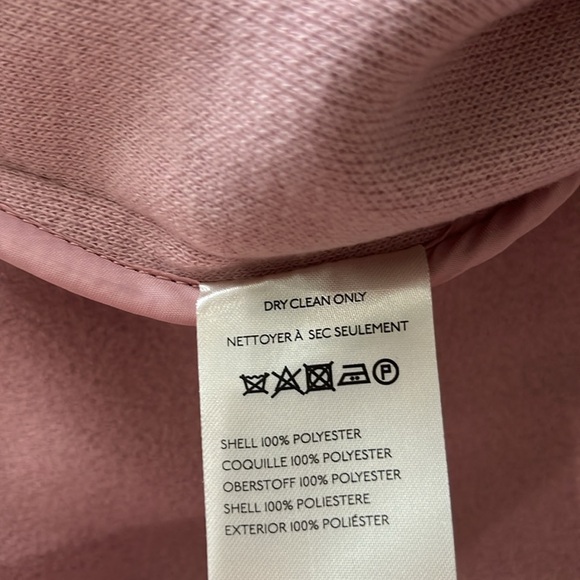 DRY CLEAN ONLY
NETTOYER À SEC SEULEMENT
P
SHELL 100% POLYESTER
COQUILLE 100% POLYESTER
OBERSTOFF 100% POLYESTER
SHELL 100% POLIESTERE
EXTERIOR 100% POLIÉSTER